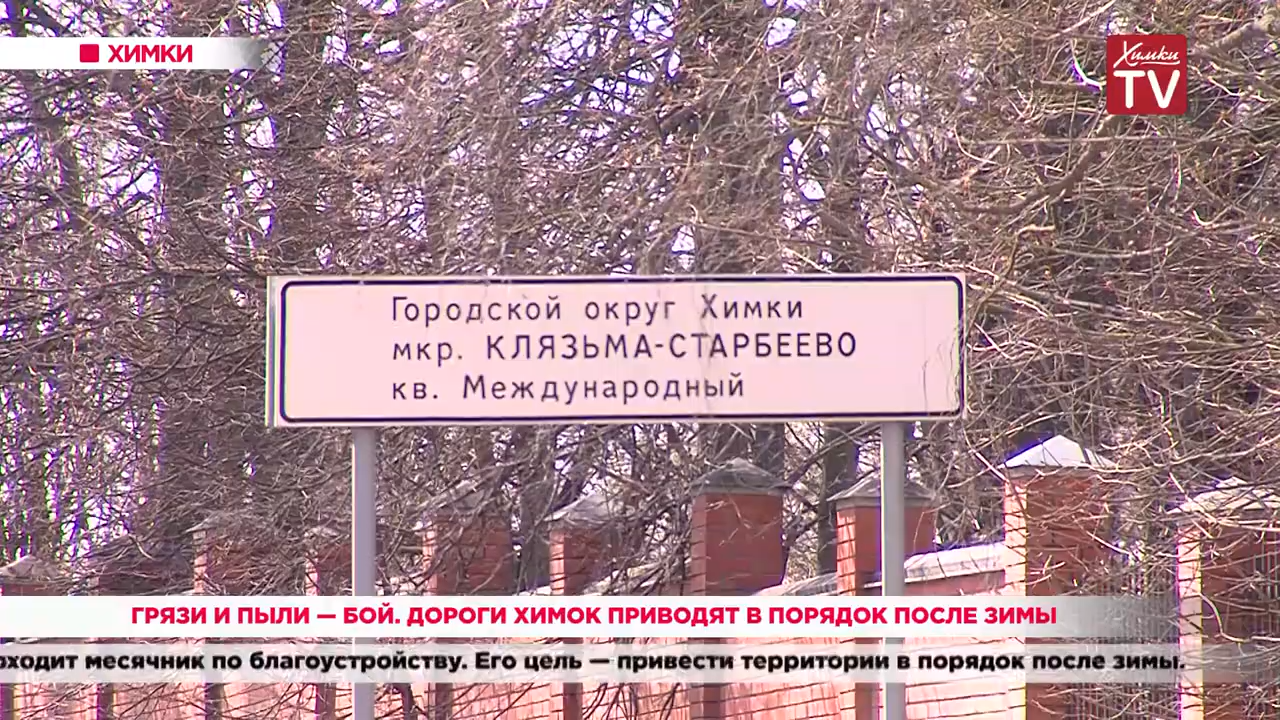 ХИМКИ
Химки
TV
Городской округ Химки
мкр. КЛЯЗЬМА-СТАРБЕЕВО
кв. Международный
ГРЯЗИ И ПЫЛИ — БОЙ. ДОРОГИ ХИМОК ПРИВОДЯТ В ПОРЯДОК ПОСЛЕ ЗИМЫ
месячник по благоустройству. Его цель — привести территории в порядок после зимы.